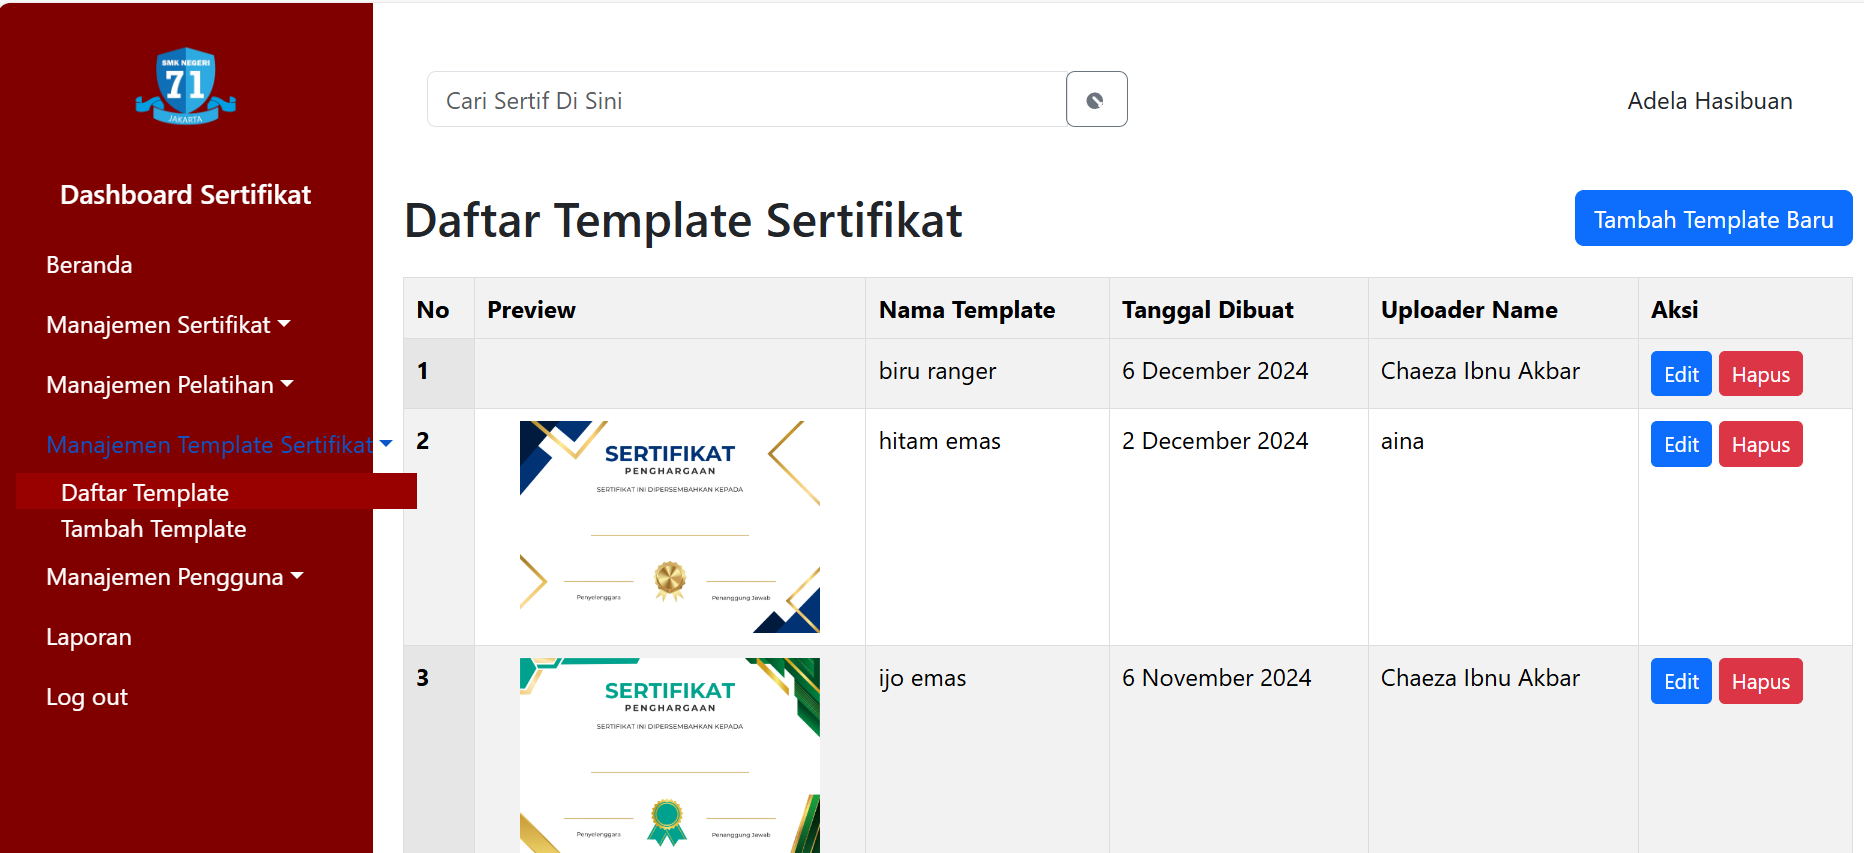 SMK NEGERI
71
JAKARTA
Dashboard Sertifikat
Beranda
Manajemen Sertifikat
Manajemen Pelatihan
Manajemen Template Sertifikat
Daftar Template
Tambah Template
Manajemen Pengguna
Laporan
Log out
Cari Sertif Di Sini
Adela Hasibuan
Daftar Template Sertifikat
Tambah Template Baru
No Preview Nama Template Tanggal Dibuat Uploader Name Aksi
1 biru ranger 6 December 2024 Chaeza Ibnu Akbar Edit Hapus
2 hitam emas 2 December 2024 aina Edit Hapus
SERTIFIKAT
PENGHARGAAN
SERTIFIKAT INI DIPERSEMBAHKAN KEPADA
Penyelenggara Penanggung Jawab
3 ijo emas 6 November 2024 Chaeza Ibnu Akbar Edit Hapus
SERTIFIKAT
PENGHARGAAN
SERTIFIKAT INI DIPERSEMBAHKAN KEPADA
Penyelenggara Penanggung Jawab